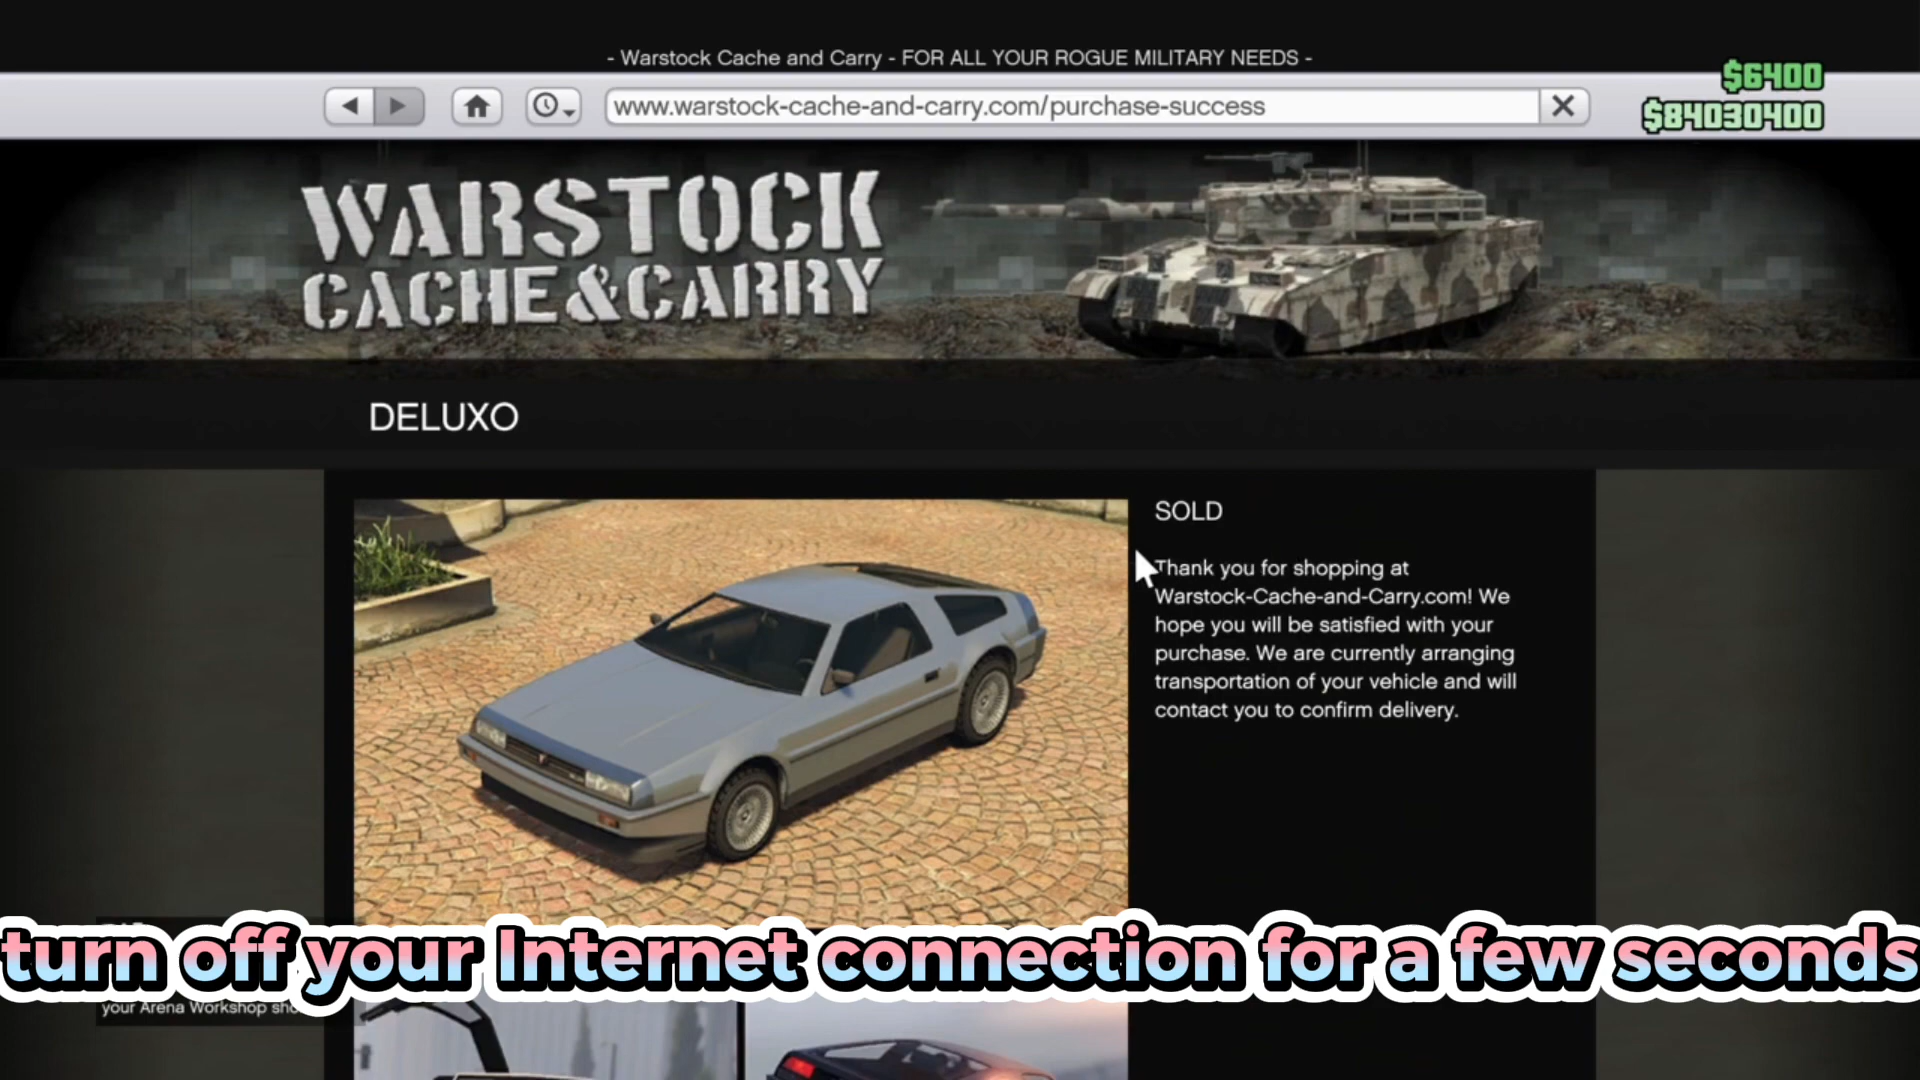 - Warstock Cache and Carry - FOR ALL YOUR ROGUE MILITARY NEEDS -
$6400
www.warstock-cache-and-carry.com/purchase-success
$84030400
WARSTOCK
CACHE&CARRY
DELUXO
SOLD
Thank you for shopping at
Warstock-Cache-and-Carry.com! We
hope you will be satisfied with your
purchase. We are currently arranging
transportation of your vehicle and will
contact you to confirm delivery.
turn off your Internet connection for a few seconds
your Arena Workshop